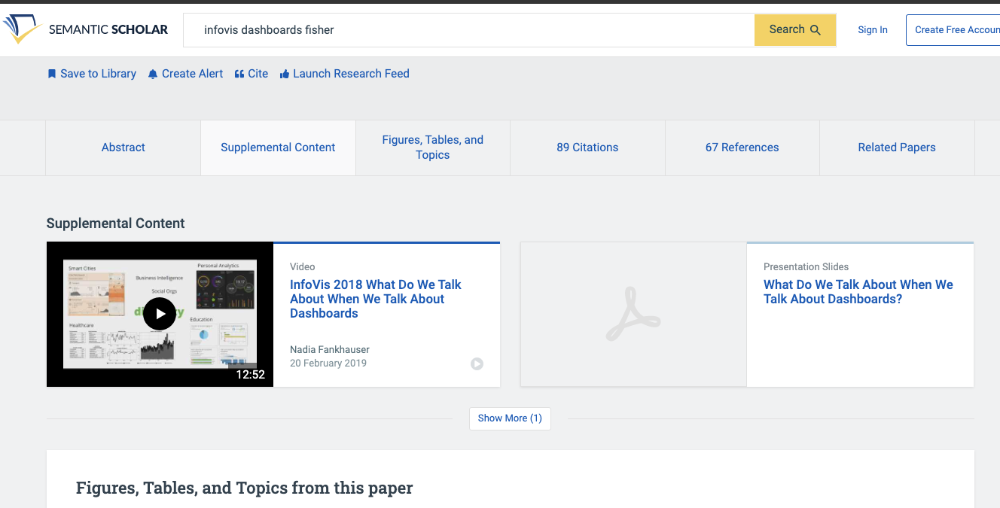 SEMANTIC SCHOLAR
infovis dashboards fisher
Search
Sign In
Create Free Accoun
Save to Library
Create Alert
Cite
Launch Research Feed
Abstract
Supplemental Content
Figures, Tables, and
Topics
89 Citations
67 References
Related Papers
Supplemental Content
Smart Cities
Personal Analytics
Business Intelligence
Social Orgs
Healthcare
Education
12:52
Video
InfoVis 2018 What Do We Talk
About When We Talk About
Dashboards
Nadia Fankhauser
20 February 2019
Presentation Slides
What Do We Talk About When We
Talk About Dashboards?
Show More (1)
Figures, Tables, and Topics from this paper